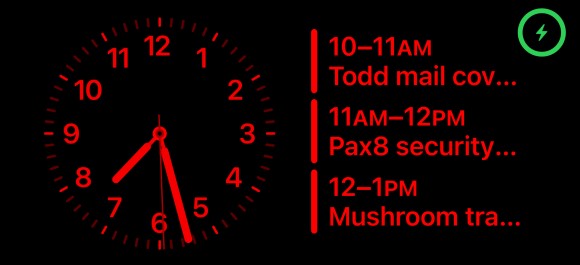 12
1
2
3
4
5
6
7
8
9
10
11
10–11AM
Todd mail cov...
11AM–12PM
Pax8 security...
12–1PM
Mushroom tra...